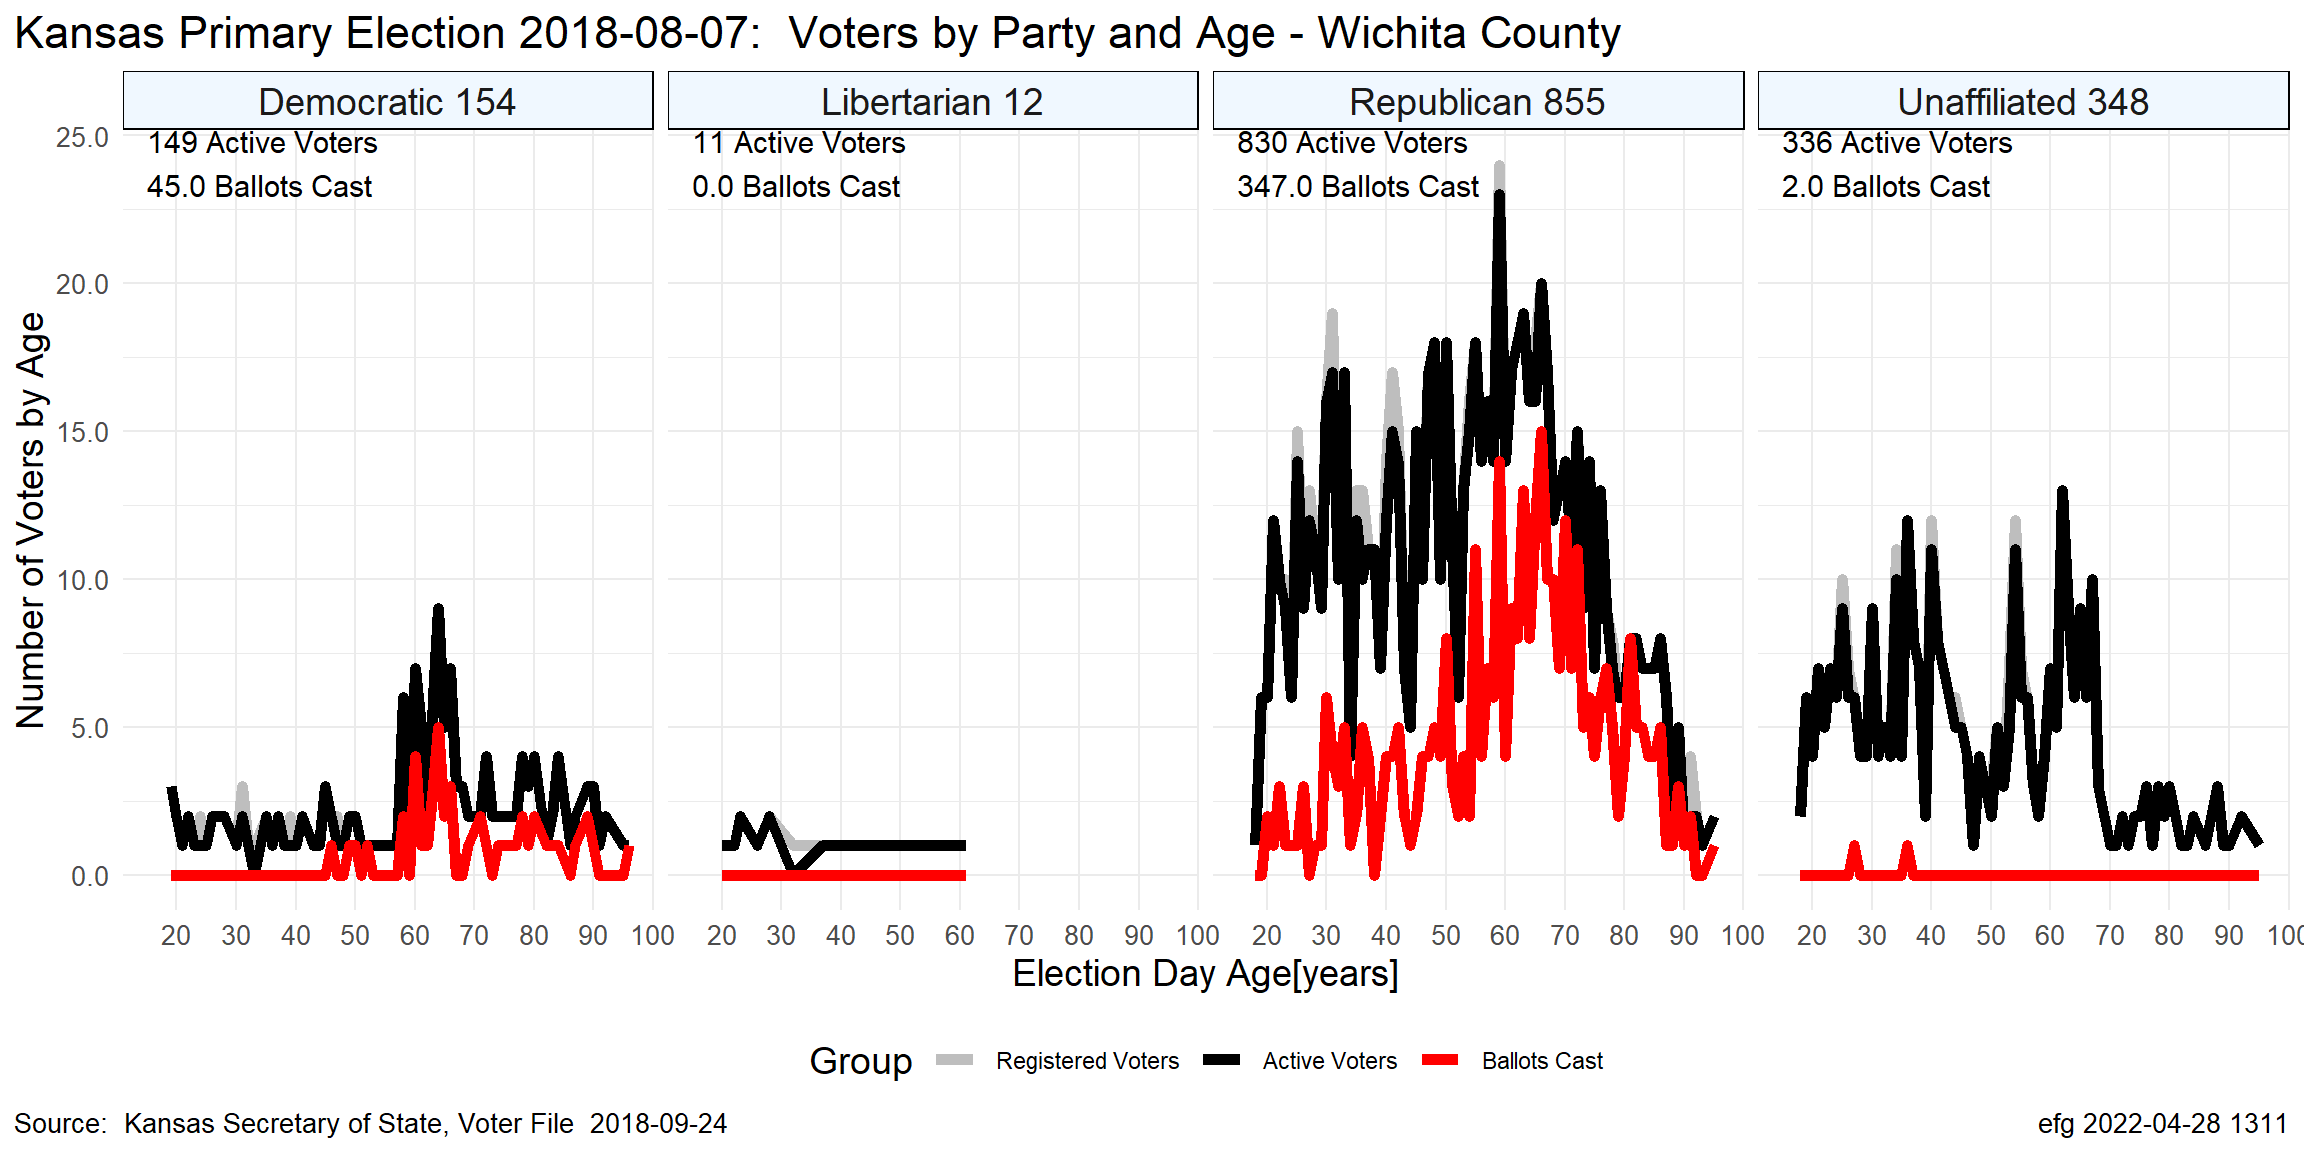 Kansas Primary Election 2018-08-07:  Voters by Party and Age - Wichita County
Democratic 154
Libertarian 12
Republican 855
Unaffiliated 348
149 Active Voters
45.0 Ballots Cast
11 Active Voters
0.0 Ballots Cast
830 Active Voters
347.0 Ballots Cast
336 Active Voters
2.0 Ballots Cast
Number of Voters by Age
25.0
20.0
15.0
10.0
5.0
0.0
20 30 40 50 60 70 80 90 100
20 30 40 50 60 70 80 90 100
20 30 40 50 60 70 80 90 100
20 30 40 50 60 70 80 90 100
Election Day Age[years]
Group Registered Voters Active Voters Ballots Cast
Source:  Kansas Secretary of State, Voter File  2018-09-24
efg 2022-04-28 1311